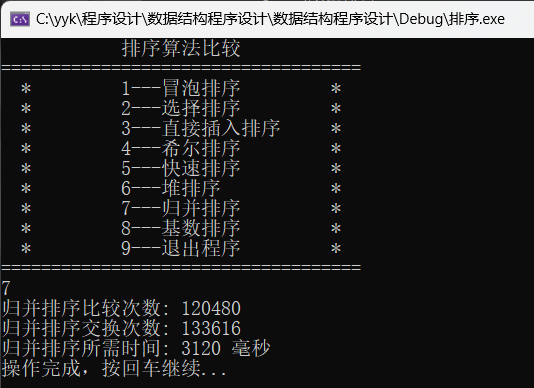 C:\yyk\程序设计\数据结构程序设计\数据结构程序设计\Debug\排序.exe
排序算法比较
====================================
* 1---冒泡排序 *
* 2---选择排序 *
* 3---直接插入排序 *
* 4---希尔排序 *
* 5---快速排序 *
* 6---堆排序 *
* 7---归并排序 *
* 8---基数排序 *
* 9---退出程序 *
====================================
7
归并排序比较次数: 120480
归并排序交换次数: 133616
归并排序所需时间: 3120 毫秒
操作完成，按回车继续...